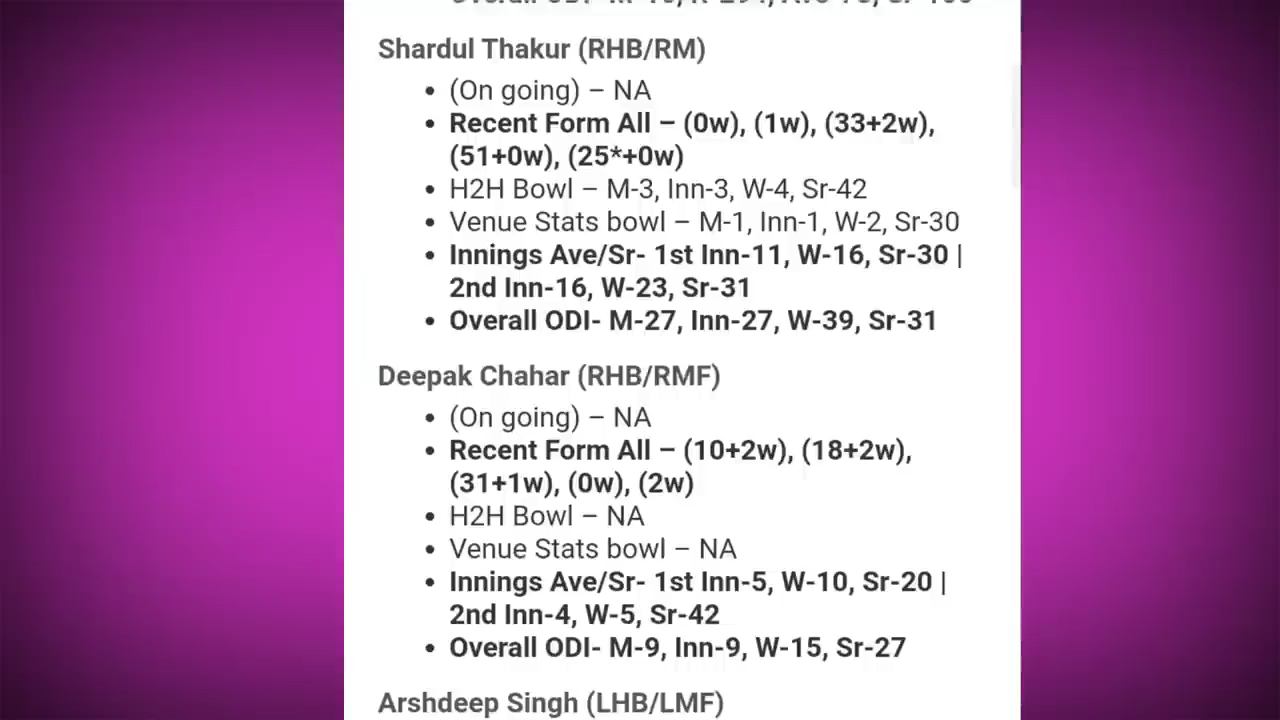 Shardul Thakur (RHB/RM)
• (On going) – NA
• Recent Form All – (0w), (1w), (33+2w),
(51+0w), (25*+0w)
• H2H Bowl – M-3, Inn-3, W-4, Sr-42
• Venue Stats bowl – M-1, Inn-1, W-2, Sr-30
• Innings Ave/Sr- 1st Inn-11, W-16, Sr-30 |
2nd Inn-16, W-23, Sr-31
• Overall ODI- M-27, Inn-27, W-39, Sr-31
Deepak Chahar (RHB/RMF)
• (On going) – NA
• Recent Form All – (10+2w), (18+2w),
(31+1w), (0w), (2w)
• H2H Bowl – NA
• Venue Stats bowl – NA
• Innings Ave/Sr- 1st Inn-5, W-10, Sr-20 |
2nd Inn-4, W-5, Sr-42
• Overall ODI- M-9, Inn-9, W-15, Sr-27
Arshdeep Singh (LHB/LMF)